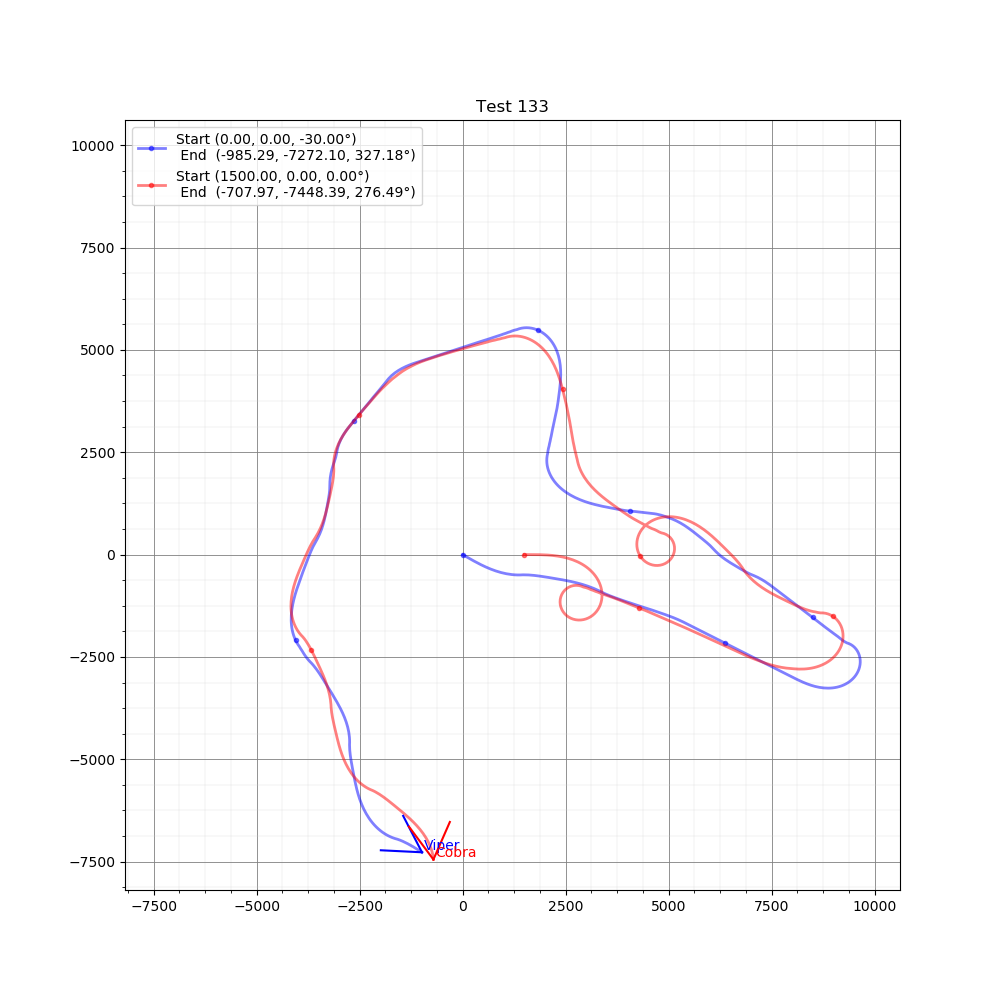 Test 133
Start (0.00, 0.00, -30.00°)
End (-985.29, -7272.10, 327.18°)
Start (1500.00, 0.00, 0.00°)
End (-707.97, -7448.39, 276.49°)
10000
7500
5000
2500
0
−2500
−5000
−7500
Viper
Cobra
−7500
−5000
−2500
0
2500
5000
7500
10000